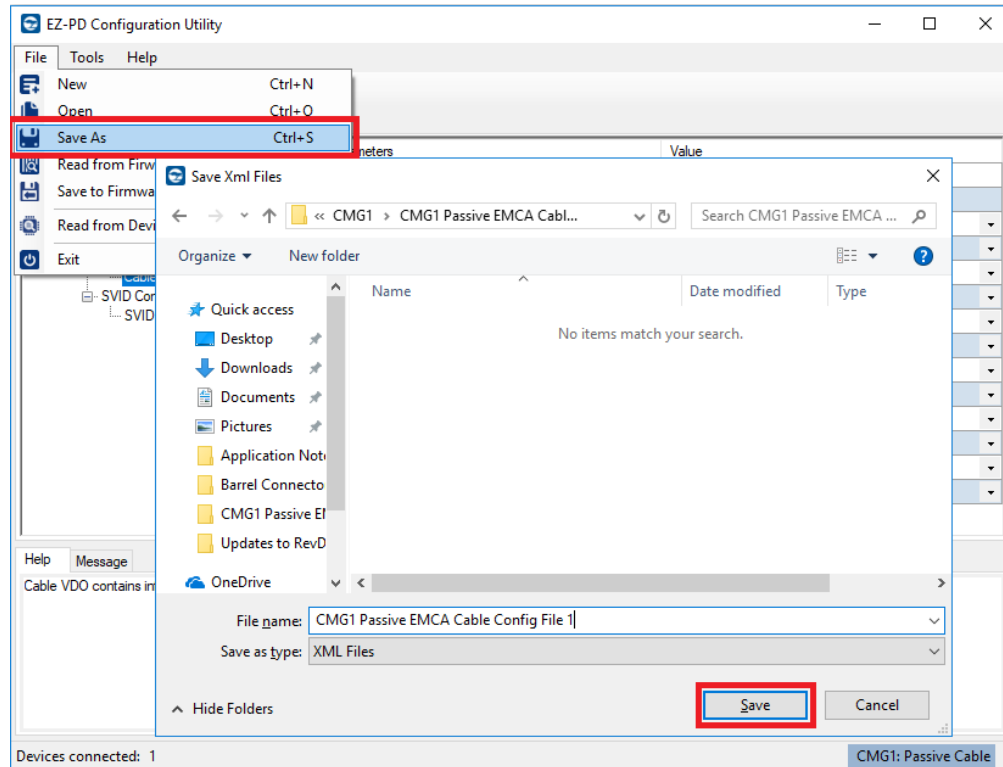 EZ-PD Configuration Utility
File Tools Help
New Ctrl+N
Open Ctrl+O
Save As Ctrl+S
Read from Firmw
Save to Firmwa
Read from Devi
Exit
meters Value
Cable
SVID Cor
SVID
Save Xml Files
« CMG1 › CMG1 Passive EMCA Cabl... Search CMG1 Passive EMCA ...
Organize New folder
Name Date modified Type
No items match your search.
Quick access
Desktop
Downloads
Documents
Pictures
Application Note
Barrel Connecto
CMG1 Passive EM
Updates to RevD
OneDrive
File name: CMG1 Passive EMCA Cable Config File 1
Save as type: XML Files
Hide Folders Save Cancel
Help Message
Cable VDO contains in
Devices connected: 1 CMG1: Passive Cable